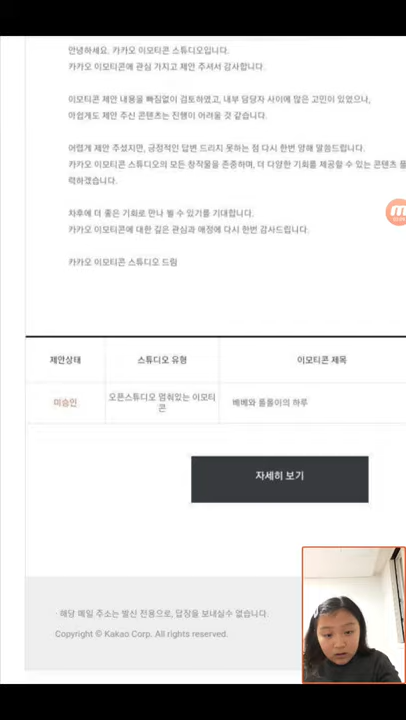 안녕하세요. 카카오 이모티콘 스튜디오입니다.
카카오 이모티콘에 관심 가지고 제안 주셔서 감사합니다.
이모티콘 제안 내용을 빠짐없이 검토하였고, 내부 담당자 사이에 많은 고민이 있었으나,
아쉽게도 제안 주신 콘텐츠는 진행이 어려울 것 같습니다.
어렵게 제안 주셨지만, 긍정적인 답변 드리지 못하는 점 다시 한번 양해 말씀드립니다.
카카오 이모티콘 스튜디오의 모든 창작물을 존중하며, 더 다양한 기회를 제공할 수 있는 콘텐츠
력하겠습니다.
차후에 더 좋은 기회로 만나 뵐 수 있기를 기대합니다.
카카오 이모티콘에 대한 깊은 관심과 애정에 다시 한번 감사드립니다.
카카오 이모티콘 스튜디오 드림
제안상태 스튜디오 유형 이모티콘 제목
미승인 오픈스튜디오 멈춰있는 이모티 베베와 의 하루
콘
자세히 보기
· 해당 메일 주소는 발신 전용으로, 답장을 보내실수 없습니다.
Copyright © Kakao Corp. All rights reserved.